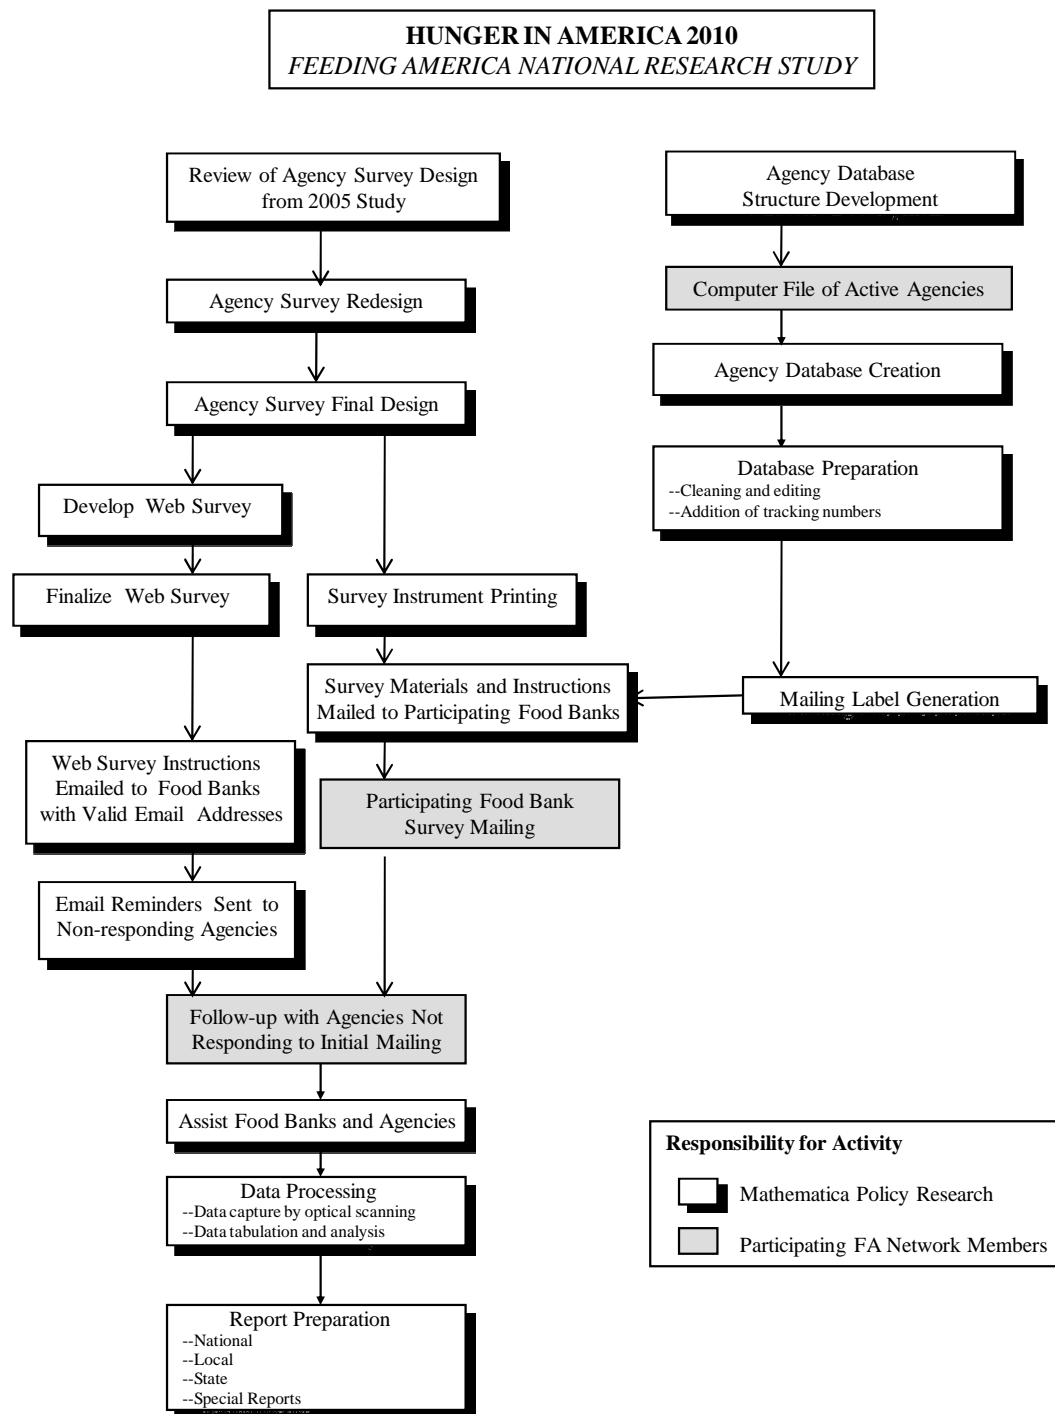 HUNGER IN AMERICA 2010
FEEDING AMERICA NATIONAL RESEARCH STUDY
Review of Agency Survey Design
from 2005 Study
Agency Survey Redesign
Agency Survey Final Design
Develop Web Survey
Finalize Web Survey
Web Survey Instructions
Emailed to Food Banks
with Valid Email Addresses
Email Reminders Sent to
Non-responding Agencies
Survey Instrument Printing
Survey Materials and Instructions
Mailed to Participating Food Banks
Participating Food Bank
Survey Mailing
Agency Database
Structure Development
Computer File of Active Agencies
Agency Database Creation
Database Preparation
--Cleaning and editing
--Addition of tracking numbers
Mailing Label Generation
Follow-up with Agencies Not
Responding to Initial Mailing
Assist Food Banks and Agencies
Data Processing
--Data capture by optical scanning
--Data tabulation and analysis
Report Preparation
--National
--Local
--State
--Special Reports
Responsibility for Activity
Mathematica Policy Research
Participating FA Network Members